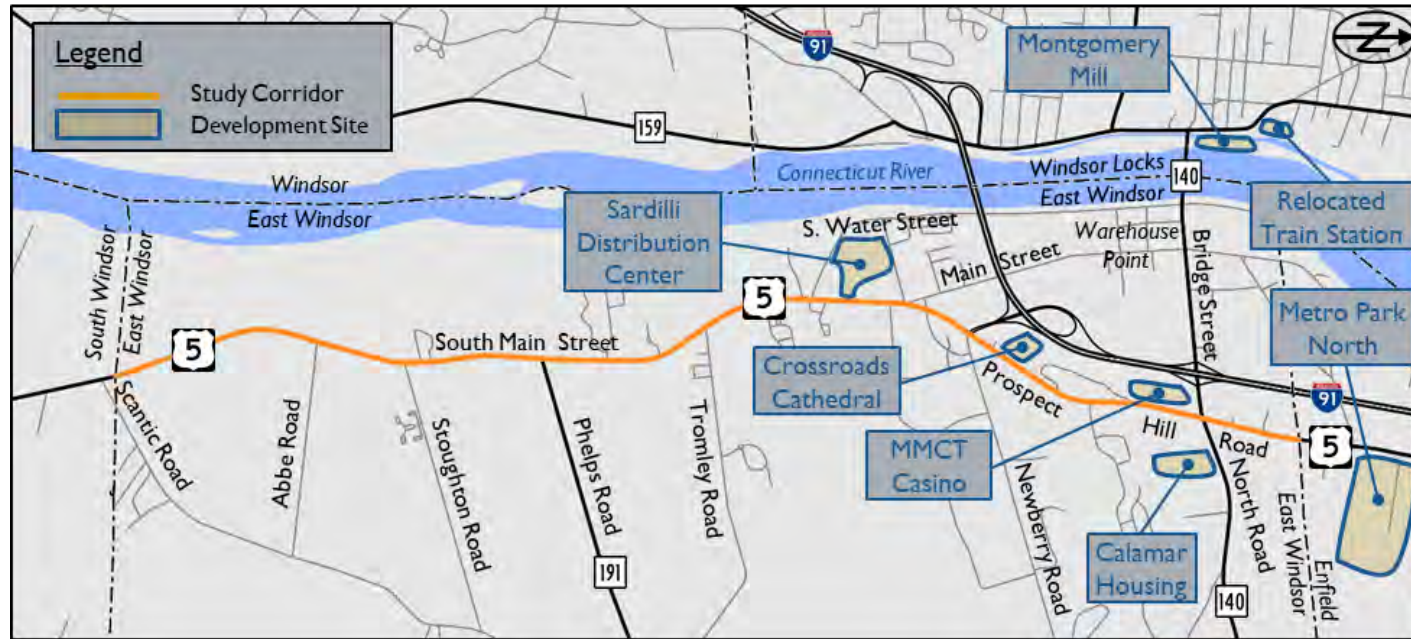 Legend
Study Corridor
Development Site
91
Montgomery
Mill
N
159
Windsor
East Windsor
Connecticut River
Windsor Locks
East Windsor
140
Relocated
Train Station
Sardilli
Distribution
Center
S. Water Street
Main Street
Warehouse
Point
Bridge Street
Metro Park
North
South Windsor
East Windsor
5
South Main Street
5
Crossroads
Cathedral
Prospect
Hill
Road
91
5
MMCT
Casino
Calamar
Housing
Scantic Road
Abbe Road
Stoughton Road
Phelps Road
191
Tromley Road
Newberry Road
North Road
140
East Windsor
Enfield